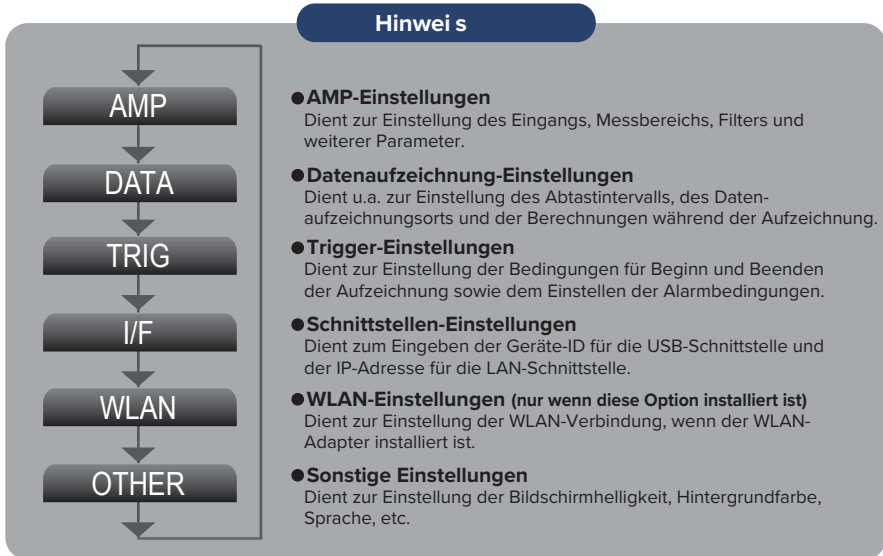 Hinwei s
AMP
●AMP-Einstellungen
Dient zur Einstellung des Eingangs, Messbereichs, Filters und
weiterer Parameter.
DATA
●Datenaufzeichnung-Einstellungen
Dient u.a. zur Einstellung des Abtastintervalls, des Daten-
aufzeichnungsorts und der Berechnungen während der Aufzeichnung.
TRIG
●Trigger-Einstellungen
Dient zur Einstellung der Bedingungen für Beginn und Beenden
der Aufzeichnung sowie dem Einstellen der Alarmbedingungen.
I/F
●Schnittstellen-Einstellungen
Dient zum Eingeben der Geräte-ID für die USB-Schnittstelle und
der IP-Adresse für die LAN-Schnittstelle.
WLAN
●WLAN-Einstellungen (nur wenn diese Option installiert ist)
Dient zur Einstellung der WLAN-Verbindung, wenn der WLAN-
Adapter installiert ist.
OTHER
●Sonstige Einstellungen
Dient zur Einstellung der Bildschirmhelligkeit, Hintergrundfarbe,
Sprache, etc.